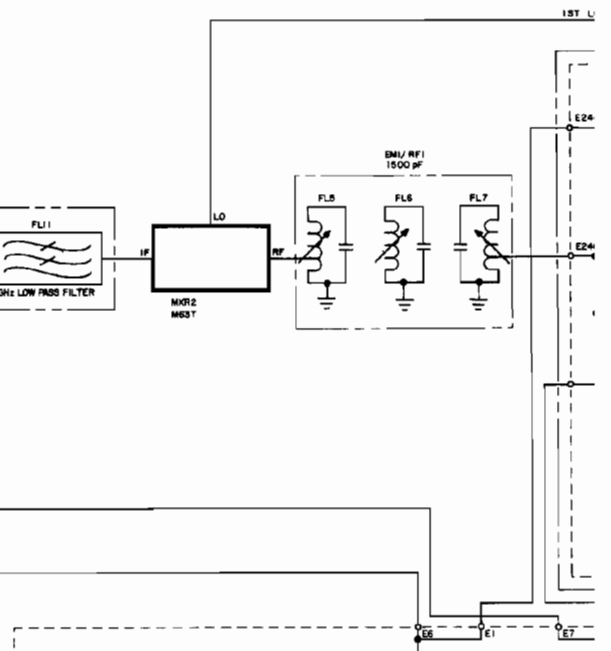 1ST
E24
EMI/RFI
1500 pF
FL5 FL6 FL7
LO
FL11
IF
RF
E24
LOW PASS FILTER
MXR2
M63T
E6 E1 E7